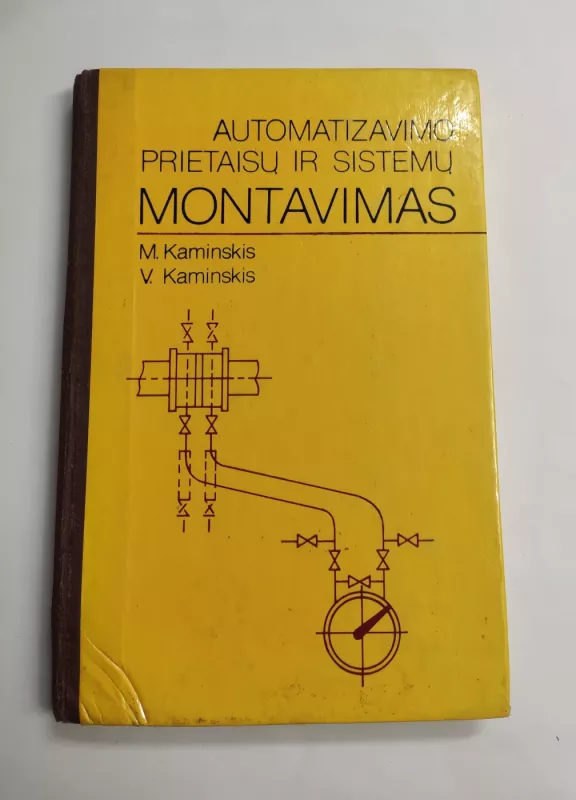 AUTOMATIZAVIMO
PRIETAISŲ IR SISTEMŲ
MONTAVIMAS
M. Kaminskis
V. Kaminskis